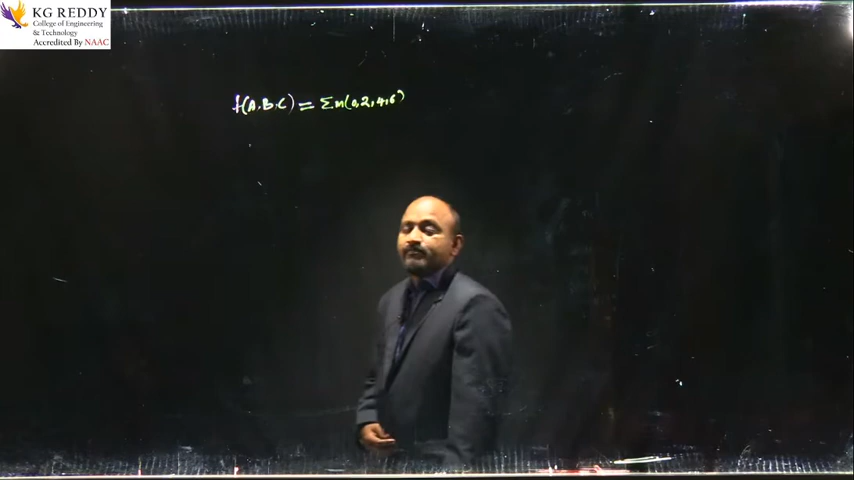 KG REDDY
College of Engineering
& Technology
Accredited By NAAC
f(A,B,C) = Σm(0,2,4,6)